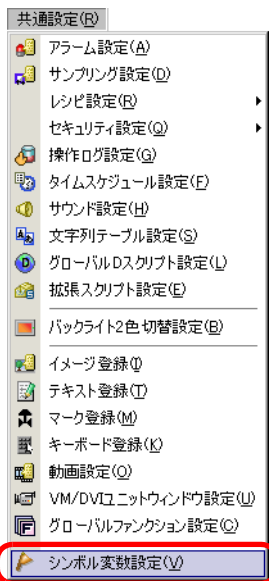 共通設定(R)
アラーム設定(A)
サンプリング設定(D)
レシピ設定(R)
セキュリティ設定(Q)
操作ログ設定(G)
タイムスケジュール設定(F)
サウンド設定(H)
文字列テーブル設定(S)
グローバルDスクリプト設定(L)
拡張スクリプト設定(E)
バックライト2色切替設定(B)
イメージ登録(I)
テキスト登録(T)
マーク登録(M)
キーボード登録(K)
動画設定(O)
VM/DVIユニットウィンドウ設定(U)
グローバルファンクション設定(C)
シンボル変数設定(V)